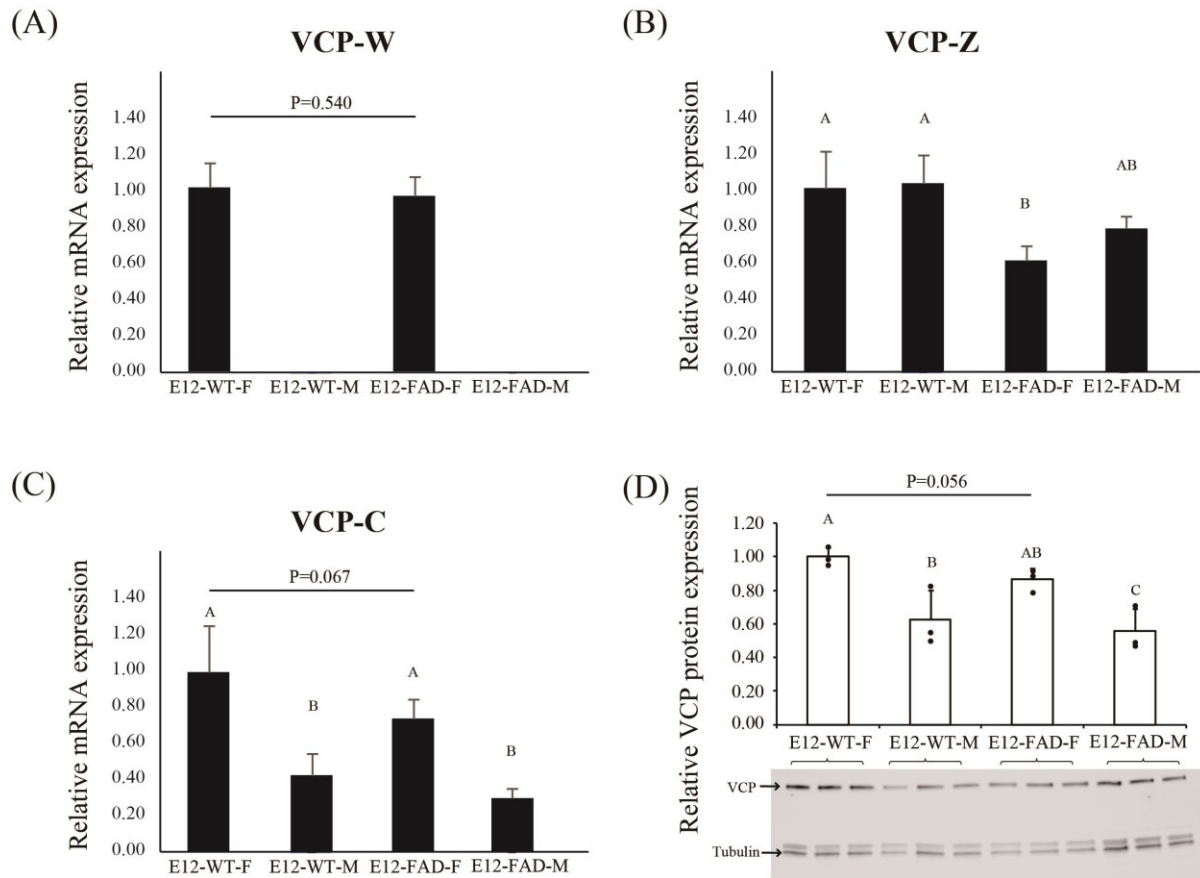 (A)
VCP-W
Relative mRNA expression
P=0.540
1.40
1.20
1.00
0.80
0.60
0.40
0.20
0.00
E12-WT-F E12-WT-M E12-FAD-F E12-FAD-M
(B)
VCP-Z
Relative mRNA expression
1.40
1.20
1.00
0.80
0.60
0.40
0.20
0.00
A A B AB
E12-WT-F E12-WT-M E12-FAD-F E12-FAD-M
(C)
VCP-C
Relative mRNA expression
P=0.067
1.40
1.20
1.00
0.80
0.60
0.40
0.20
0.00
A B A B
E12-WT-F E12-WT-M E12-FAD-F E12-FAD-M
(D)
Relative VCP protein expression
P=0.056
1.20
1.00
0.80
0.60
0.40
0.20
0.00
A B AB C
E12-WT-F E12-WT-M E12-FAD-F E12-FAD-M
VCP
Tubulin